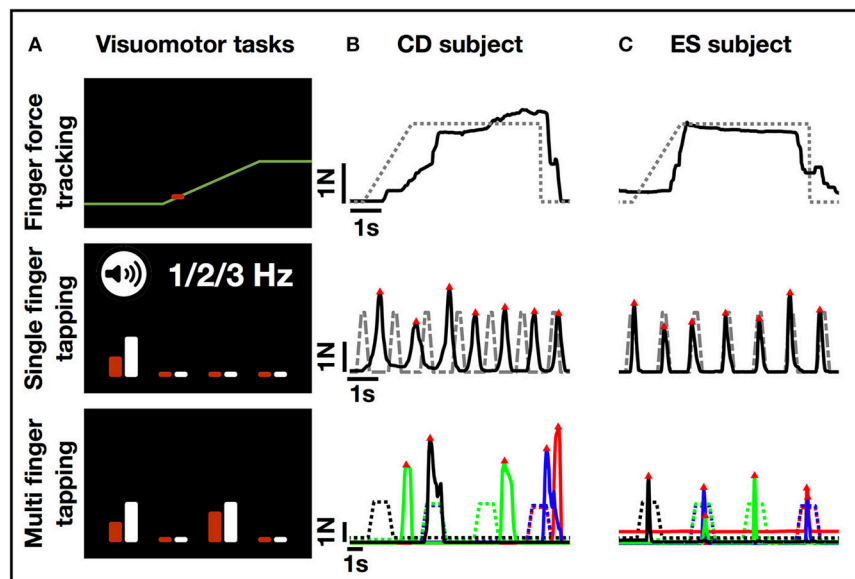 A Visuomotor tasks B CD subject C ES subject
Finger force
tracking
1N
1s
Single finger
tapping
1/2/3 Hz
1N
1s
Multi finger
tapping
1N
1s